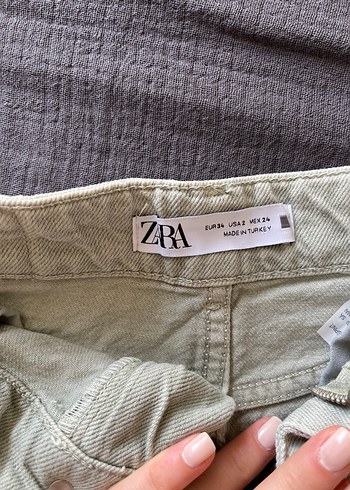 ZARA
EUR 34 USA 2 MEX 24
MADE IN TURKEY